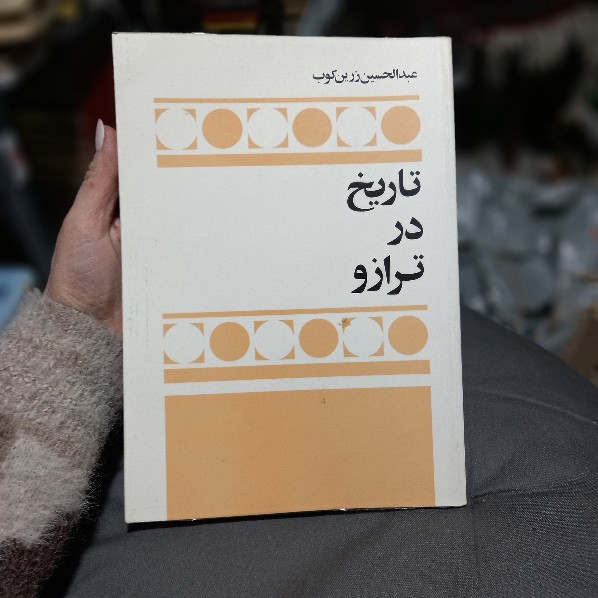 عبدالحسین زرین‌کوب
تاریخ
در
ترازو